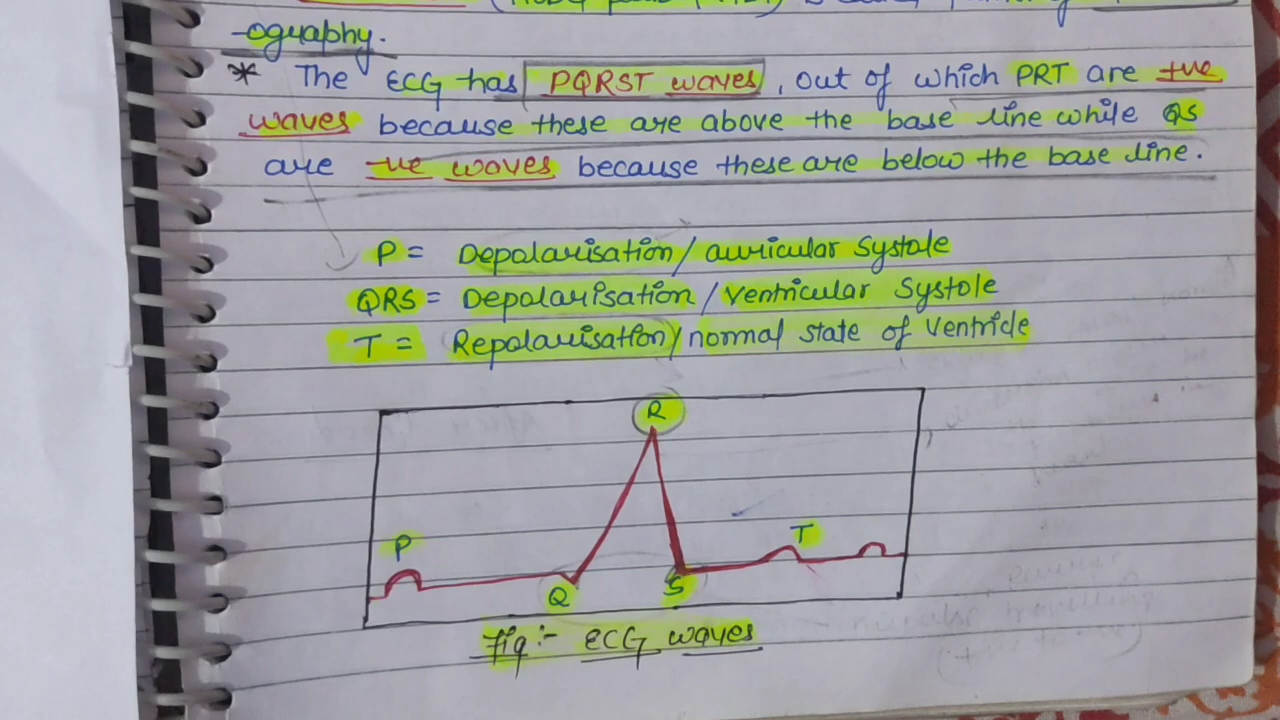 -ography.
* The ECG has PQRST waves, out of which PRT are +ve
waves because these are above the base line while QS
are -ve waves because these are below the base line.
P = Depolarisation / auricular Systole
QRS = Depolarisation / Ventricular Systole
T = Repolarisation / normal state of Ventricle
R
P
T
Q
S
Fig :- ECG waves